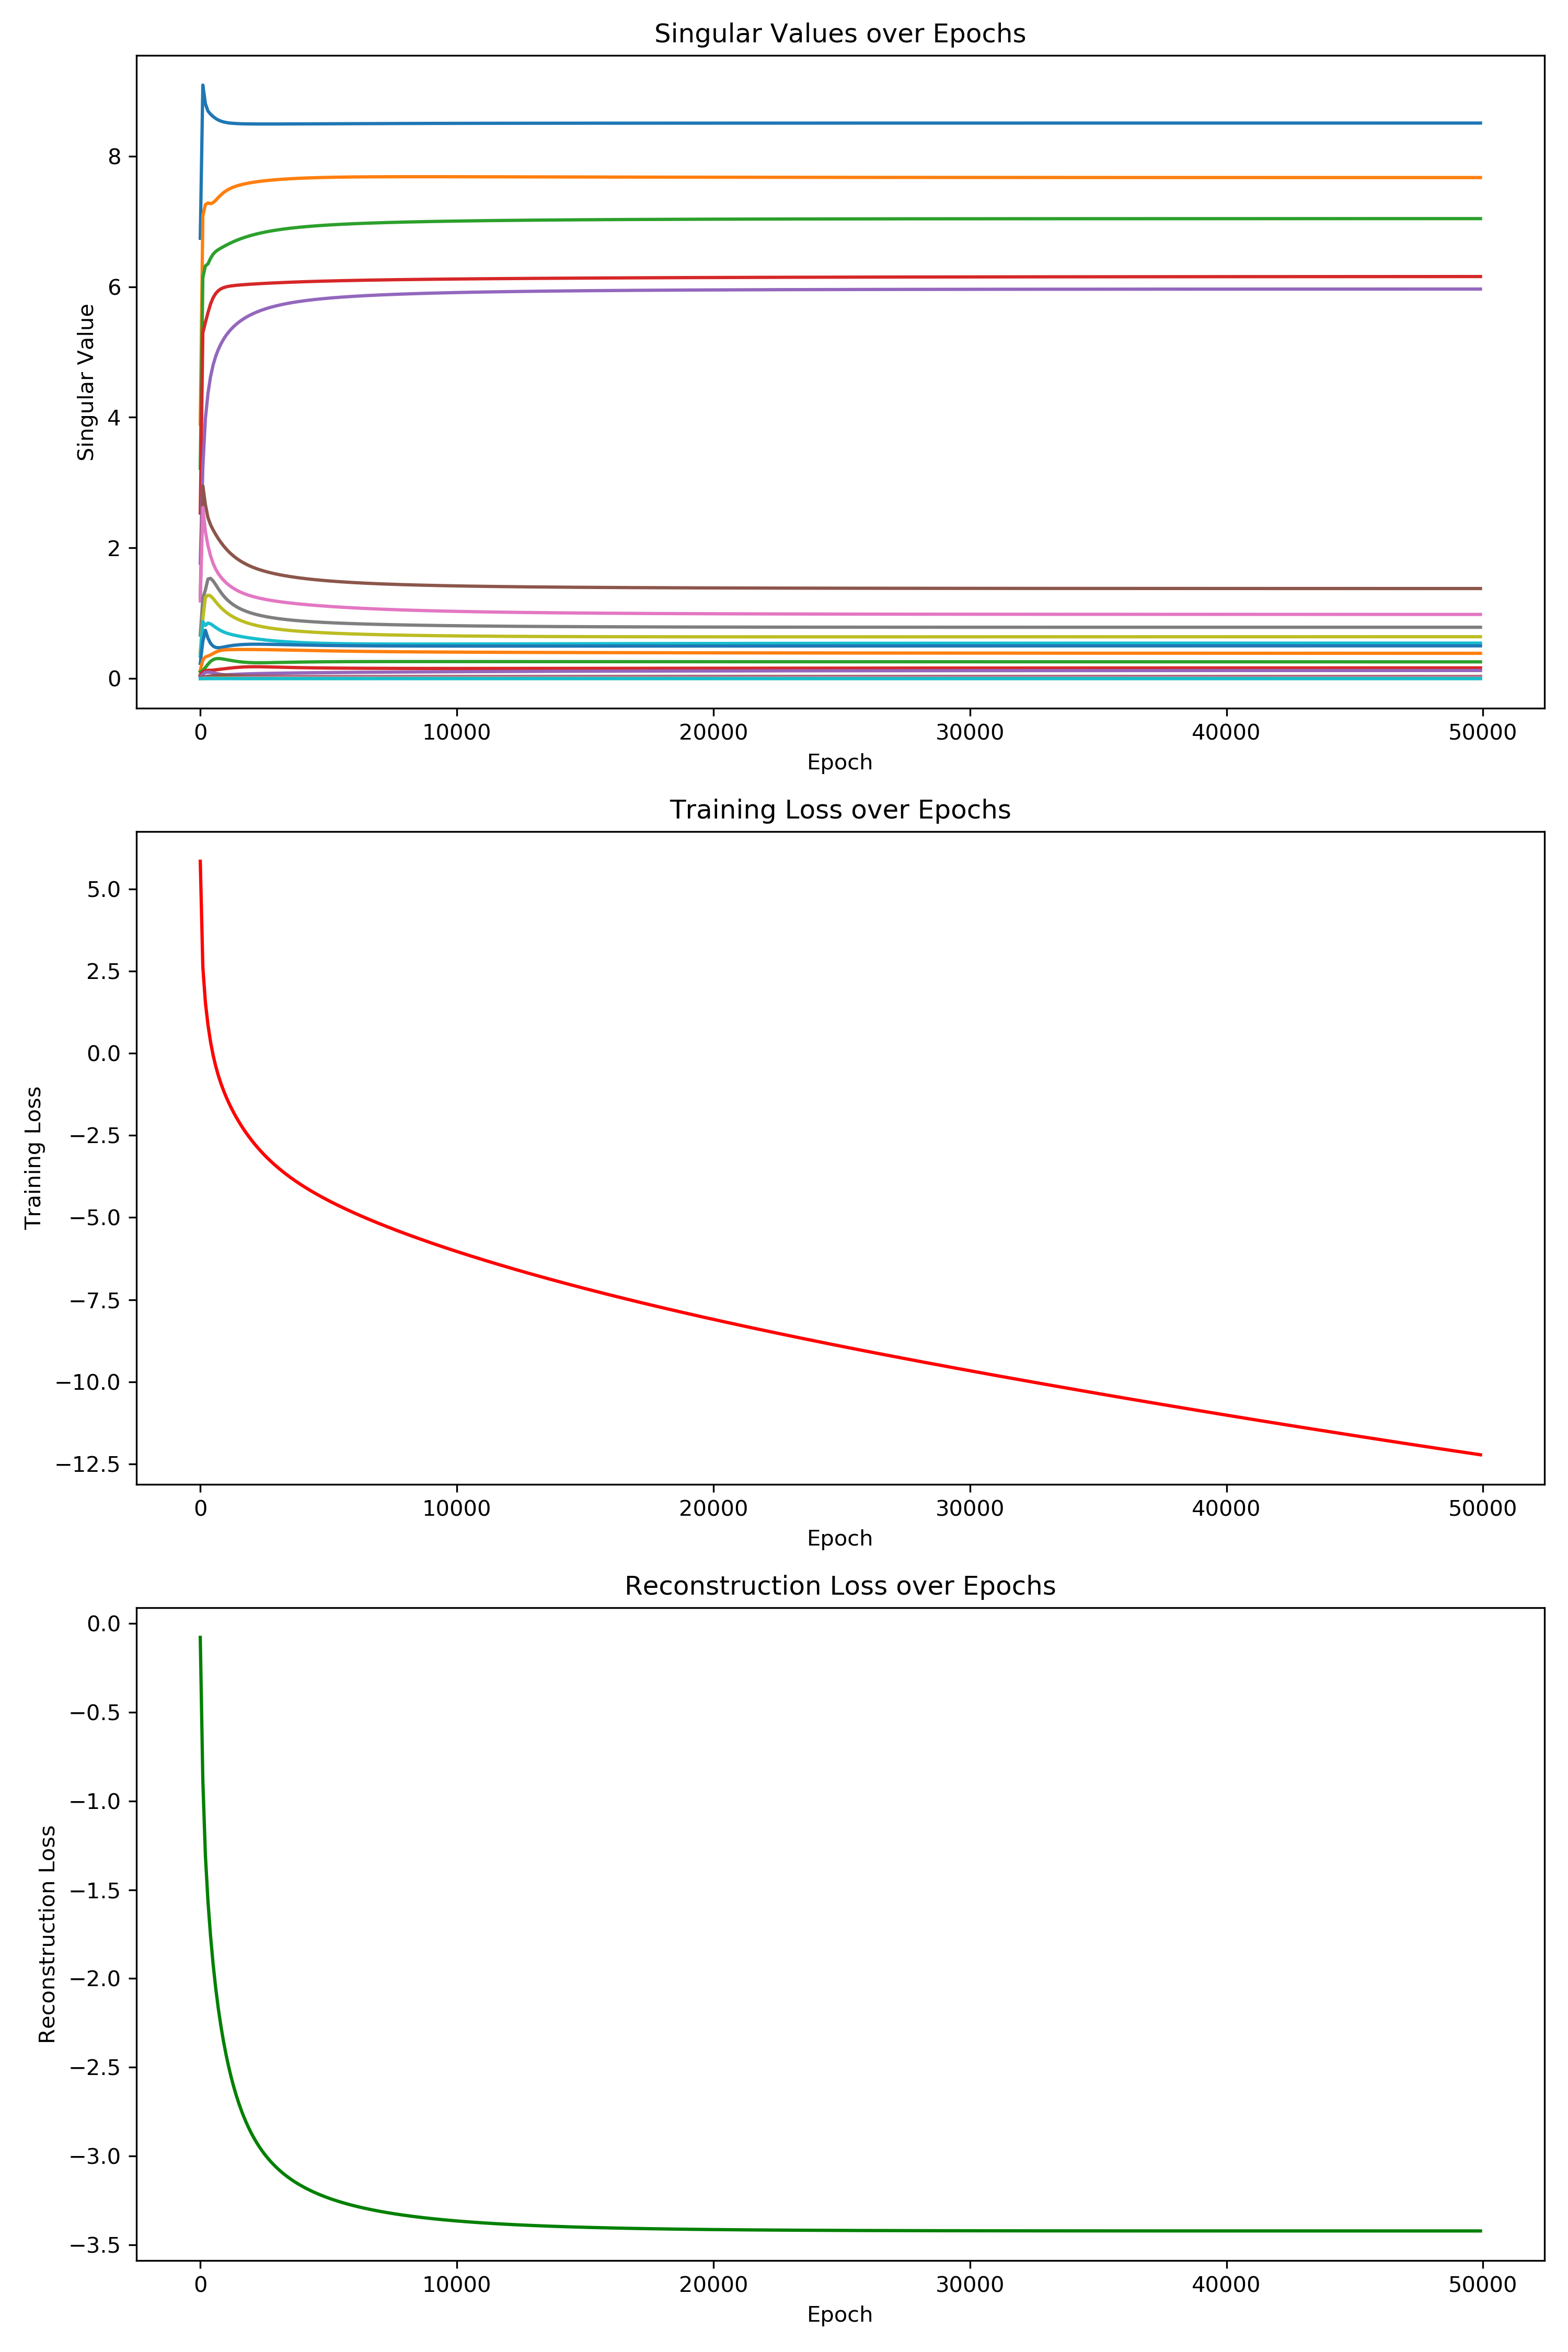 Singular Values over Epochs
Singular Value
8
6
4
2
0
0 10000 20000 30000 40000 50000
Epoch
Training Loss over Epochs
Training Loss
5.0
2.5
0.0
−2.5
−5.0
−7.5
−10.0
−12.5
0 10000 20000 30000 40000 50000
Epoch
Reconstruction Loss over Epochs
Reconstruction Loss
0.0
−0.5
−1.0
−1.5
−2.0
−2.5
−3.0
−3.5
0 10000 20000 30000 40000 50000
Epoch